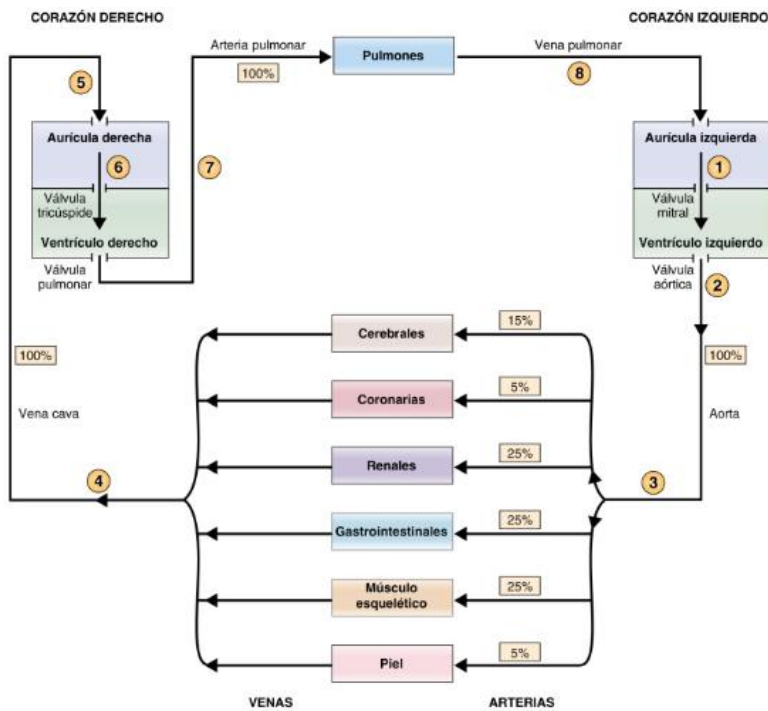 CORAZÓN DERECHO
CORAZÓN IZQUIERDO
Arteria pulmonar
100%
Pulmones
Vena pulmonar
8
5
Aurícula derecha
6
7
Válvula
tricúspide
Ventrículo derecho
Válvula
pulmonar
Aurícula izquierda
1
Válvula
mitral
Ventrículo izquierdo
Válvula
aórtica
2
100%
Vena cava
100%
Aorta
Cerebrales
15%
Coronarias
5%
Renales
25%
4
3
Gastrointestinales
25%
Músculo
esquelético
25%
Piel
5%
VENAS
ARTERIAS